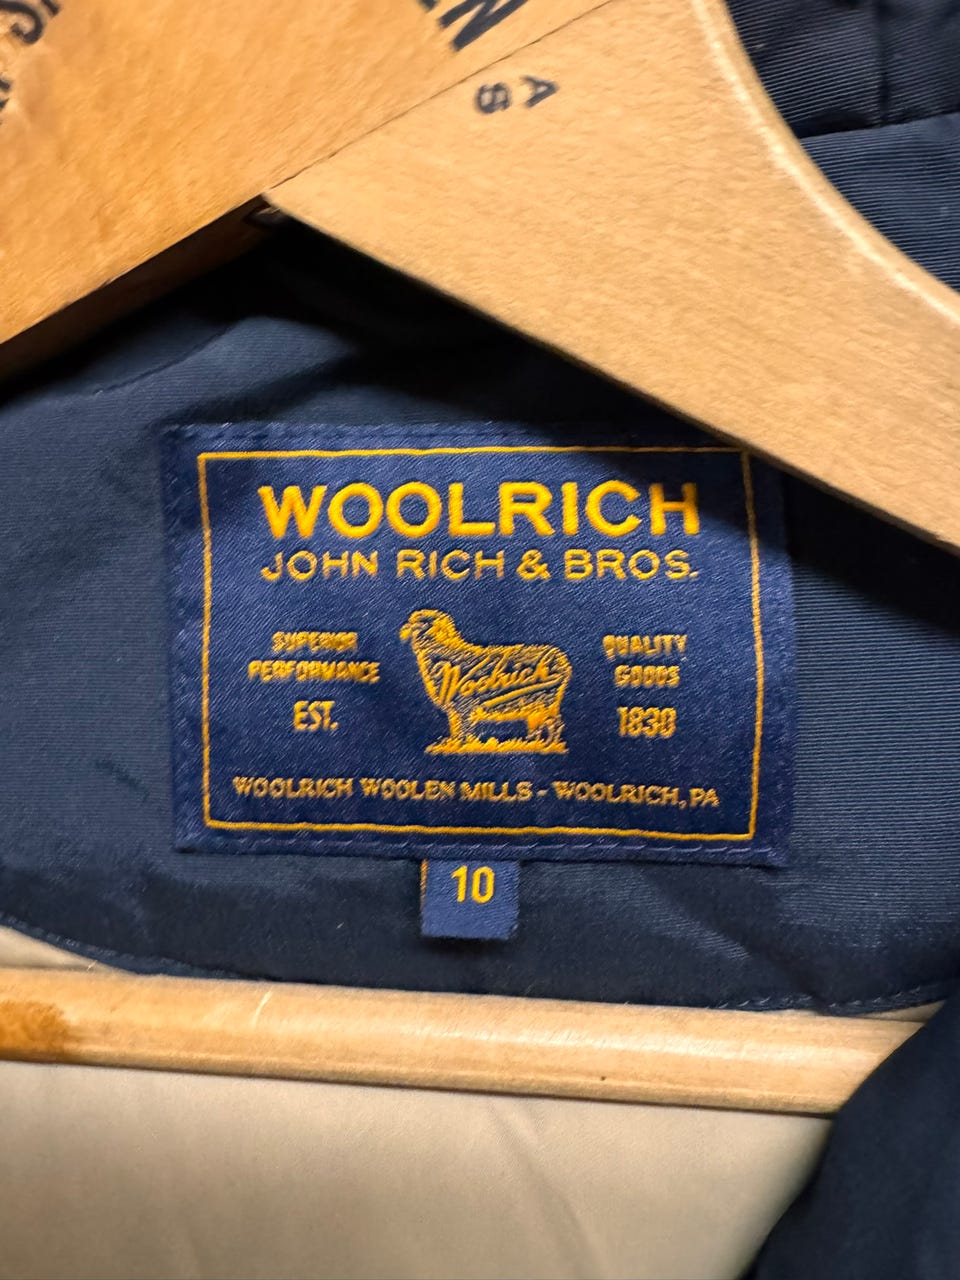 A
S
WOOLRICH
JOHN RICH & BROS.
SUPERIOR
PERFORMANCE
EST.
Woolrich
QUALITY
GOODS
1830
WOOLRICH WOOLEN MILLS - WOOLRICH, PA
10